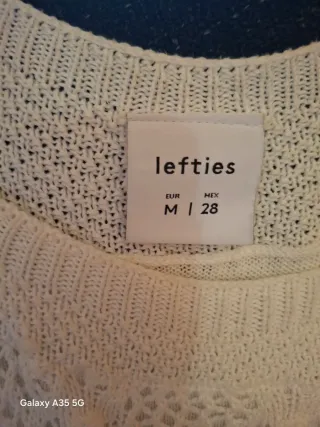 lefties
EUR MEX
M | 28
Galaxy A35 5G